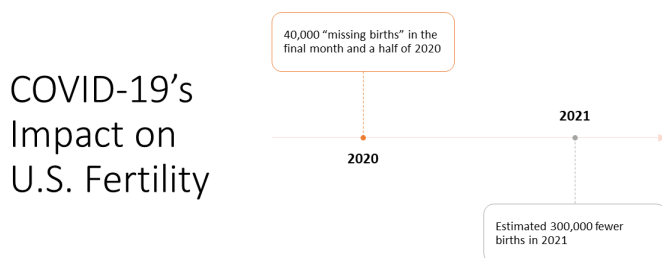 COVID-19’s
Impact on
U.S. Fertility
40,000 “missing births” in the
final month and a half of 2020
2020
2021
Estimated 300,000 fewer
births in 2021